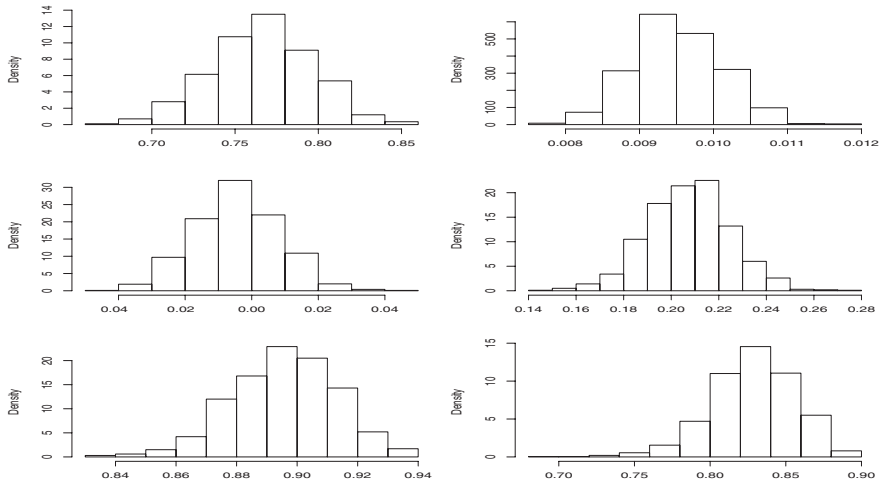 Density
0 2 4 6 8 10 12 14
0.70 0.75 0.80 0.85
Density
0 100 300 500
0.008 0.009 0.010 0.011 0.012
Density
0 5 10 15 20 25 30
0.04 0.02 0.00 0.02 0.04
Density
0 5 10 15 20
0.14 0.16 0.18 0.20 0.22 0.24 0.26 0.28
Density
0 5 10 15 20
0.84 0.86 0.88 0.90 0.92 0.94
Density
0 5 10 15
0.70 0.75 0.80 0.85 0.90